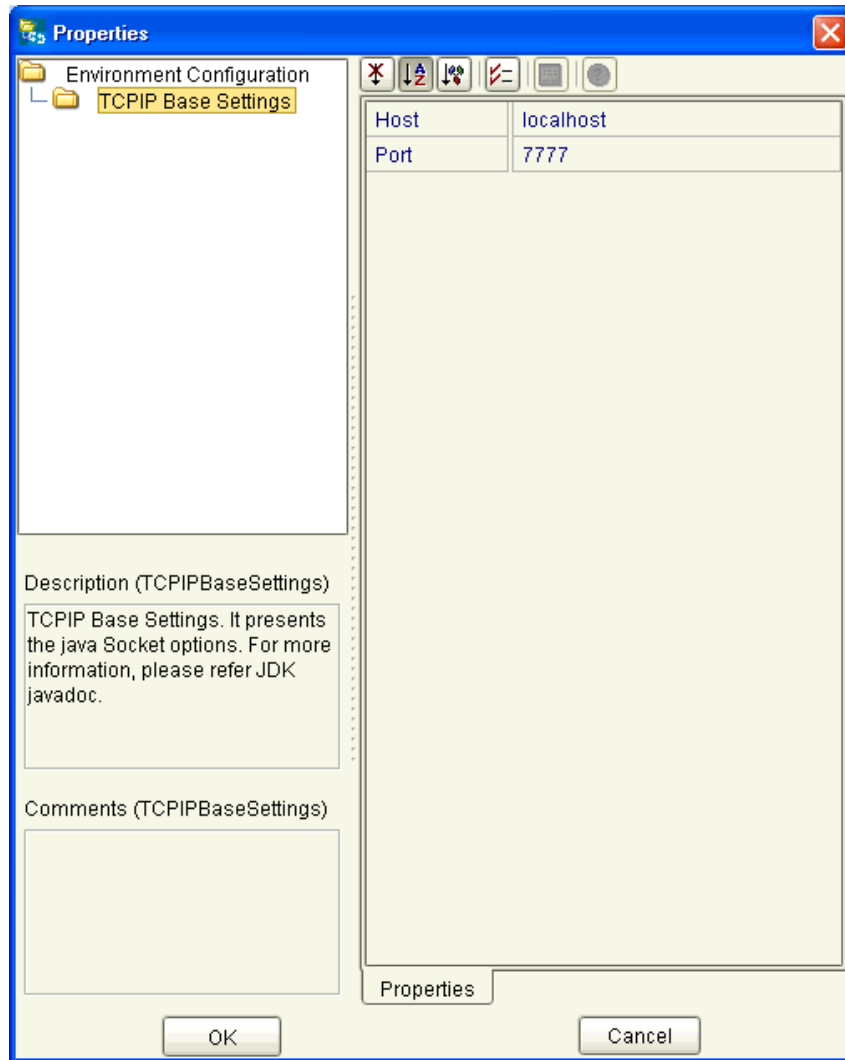 Properties
Environment Configuration
TCPIP Base Settings
Host localhost
Port 7777
Description (TCPIPBaseSettings)
TCPIP Base Settings. It presents
the java Socket options. For more
information, please refer JDK
javadoc.
Comments (TCPIPBaseSettings)
Properties
OK Cancel